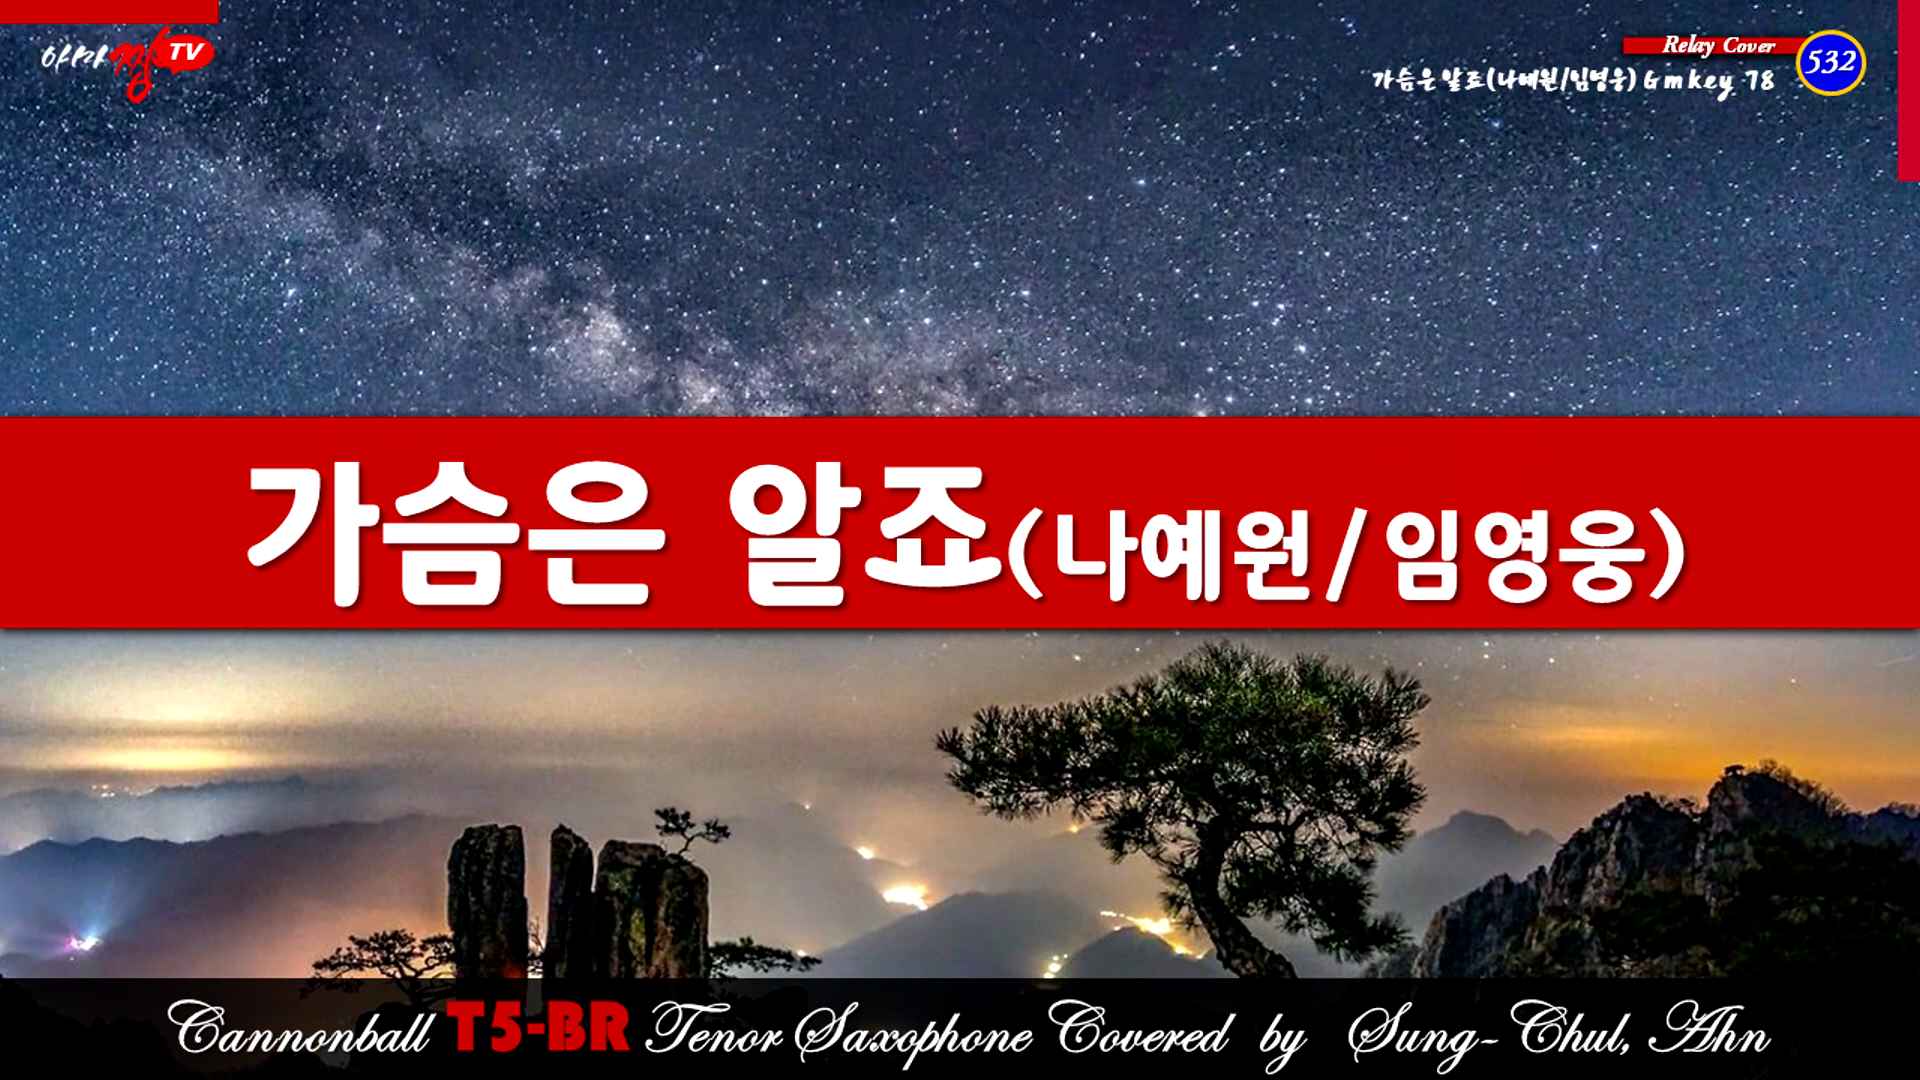 아싸찡TV
Relay Cover
532
가슴은 알죠(나예원/임영웅) Gm key 78
가슴은 알죠(나예원/임영웅)
Cannonball T5-BR Tenor Saxophone Covered by Sung-Chul, Ahn